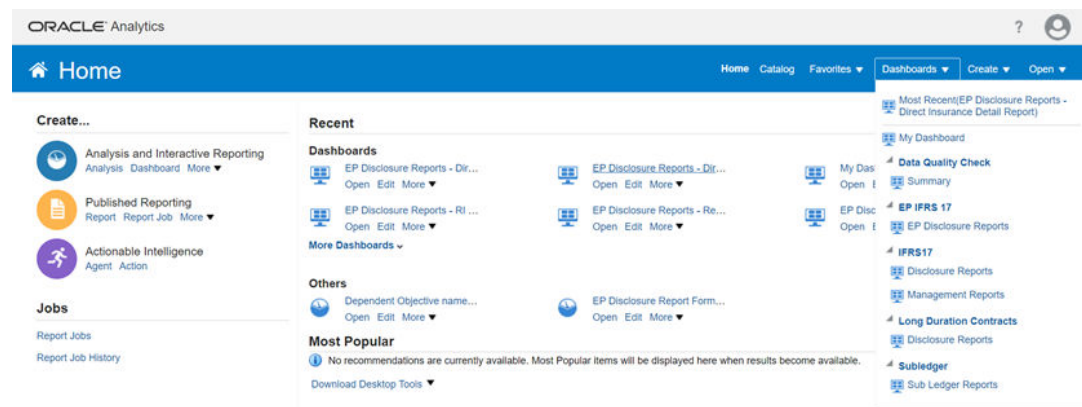 ORACLE® Analytics
?
Home
Home Catalog Favorites ▼ Dashboards ▼ Create ▼ Open ▼
Create...
Analysis and Interactive Reporting
Analysis Dashboard More ▼
Published Reporting
Report Report Job More ▼
Actionable Intelligence
Agent Action
Jobs
Report Jobs
Report Job History
Recent
Dashboards
EP Disclosure Reports - Dir...
Open Edit More ▼
EP Disclosure Reports - Dir...
Open Edit More ▼
My Das
Open E
EP Disclosure Reports - RI ...
Open Edit More ▼
EP Disclosure Reports - Re...
Open Edit More ▼
EP Disc
Open E
More Dashboards
Others
Dependent Objective name...
Open Edit More ▼
EP Disclosure Report Form...
Open Edit More ▼
Most Popular
No recommendations are currently available. Most Popular items will be displayed here when results become available.
Download Desktop Tools ▼
Most Recent(EP Disclosure Reports -
Direct Insurance Detail Report)
My Dashboard
Data Quality Check
Summary
EP IFRS 17
EP Disclosure Reports
IFRS17
Disclosure Reports
Management Reports
Long Duration Contracts
Disclosure Reports
Subledger
Sub Ledger Reports